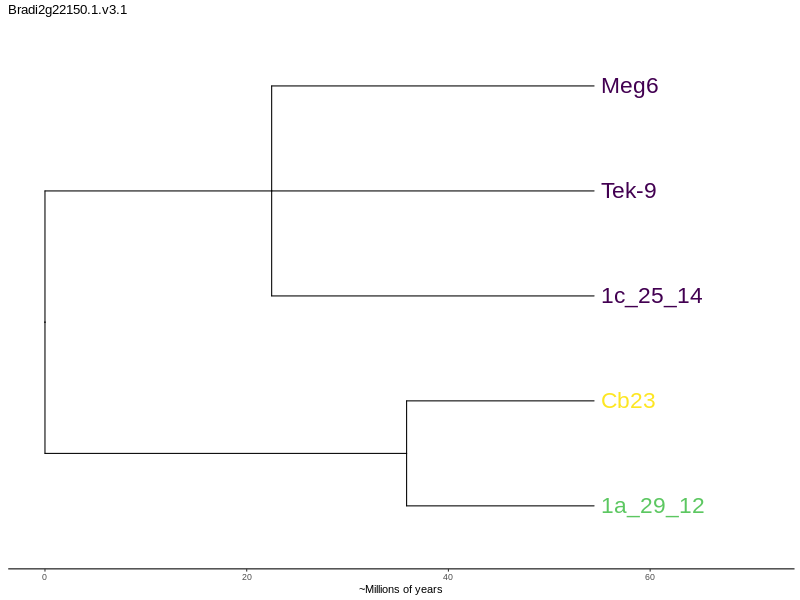 Bradi2g22150.1.v3.1
Meg6
Tek-9
1c_25_14
Cb23
1a_29_12
0 20 40 60
~Millions of years